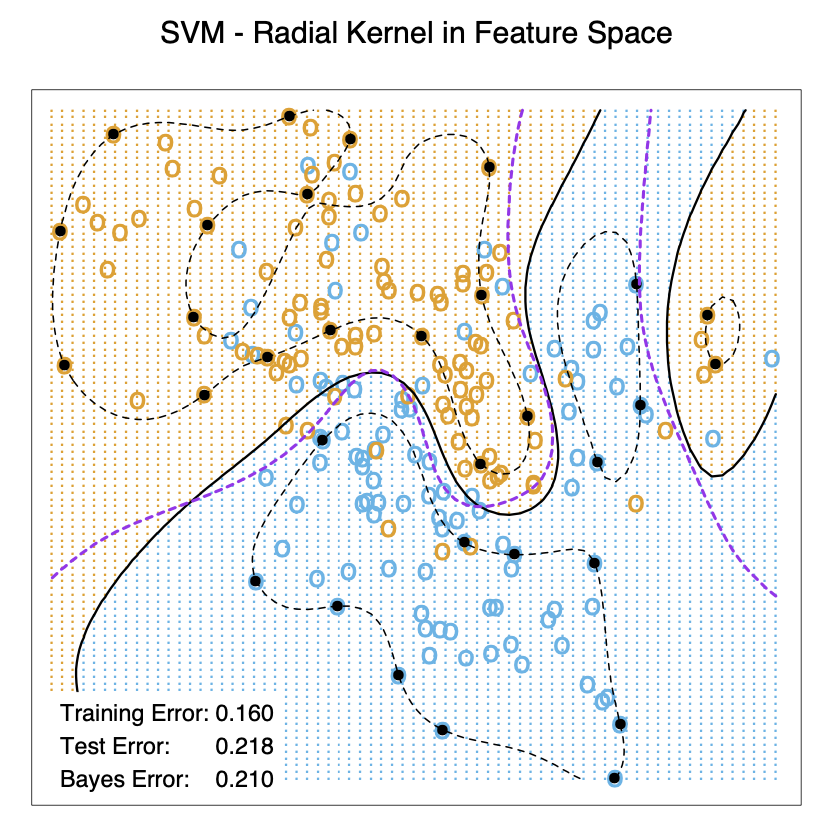 SVM - Radial Kernel in Feature Space
Training Error: 0.160
Test Error: 0.218
Bayes Error: 0.210